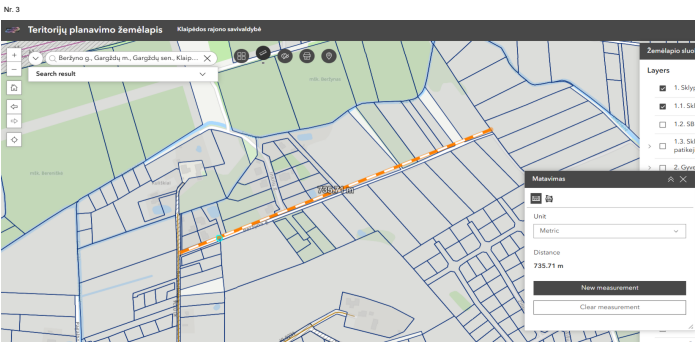 Nr. 3
Teritorijų planavimo žemėlapis Klaipėdos rajono savivaldybė
Beržyno g., Gargždų m., Gargždų sen., Klaip...
Search result
Žemėlapio sluo
Layers
1. Sklyp
1.1. Skl
1.2. SB
1.3. Skl
patikej
2. Gyve
735.71 m
Matavimas
Unit
Metric
Distance
735.71 m
New measurement
Clear measurement